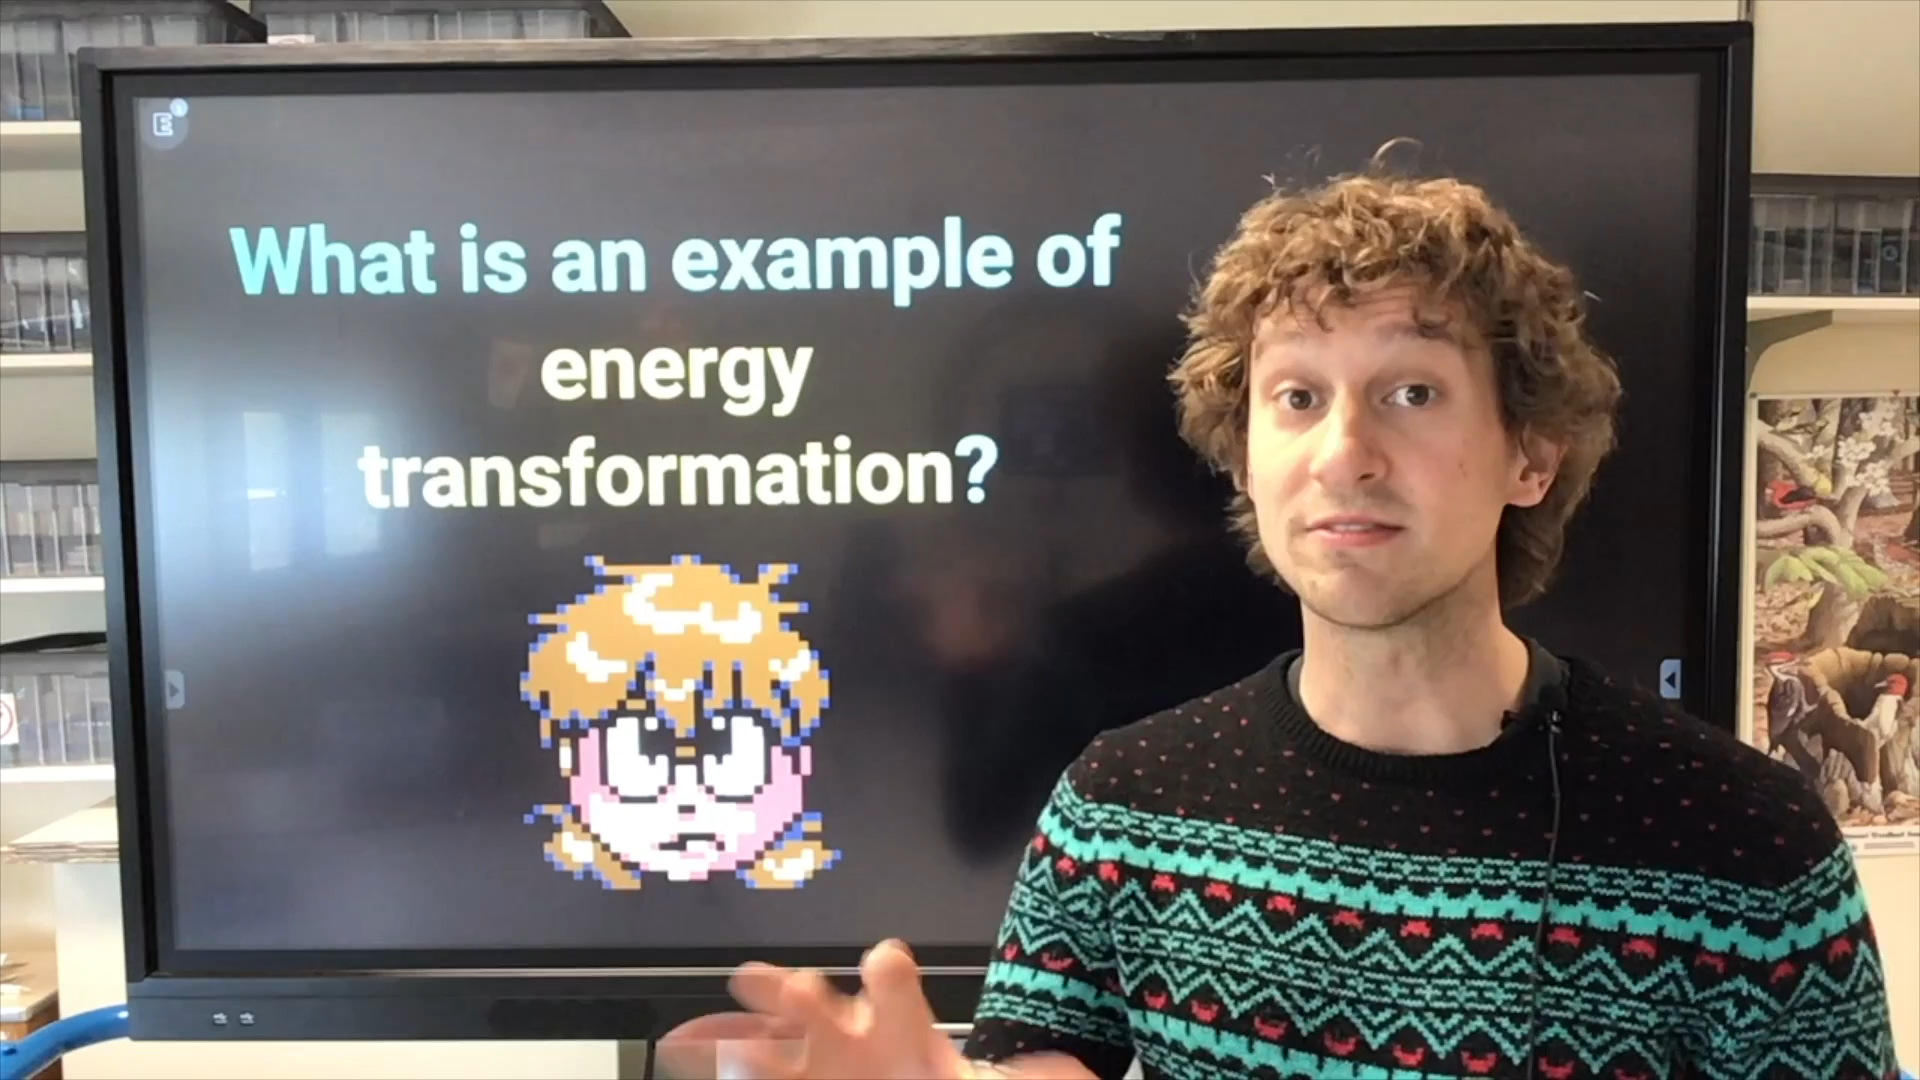 E
What is an example of
energy
transformation?